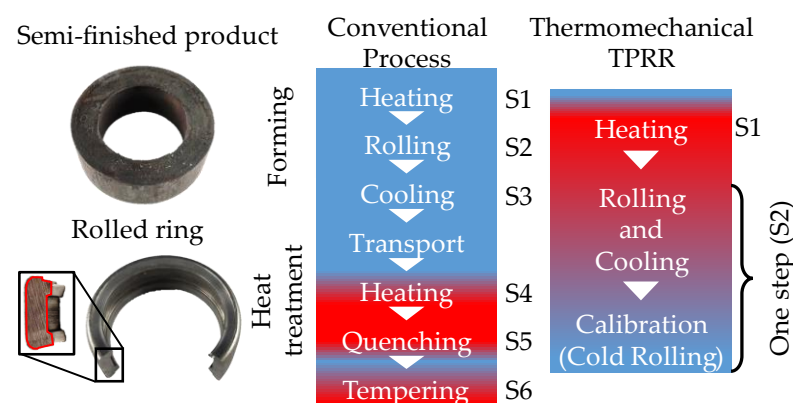 Semi-finished product
Rolled ring
Forming
Heat
treatment
Conventional
Process
Heating
S1
Rolling
S2
Cooling
S3
Transport
Heating
S4
Quenching
S5
Tempering
S6
Thermomechanical
TPRR
Heating
S1
Rolling
and
Cooling
Calibration
(Cold Rolling)
One step (S2)